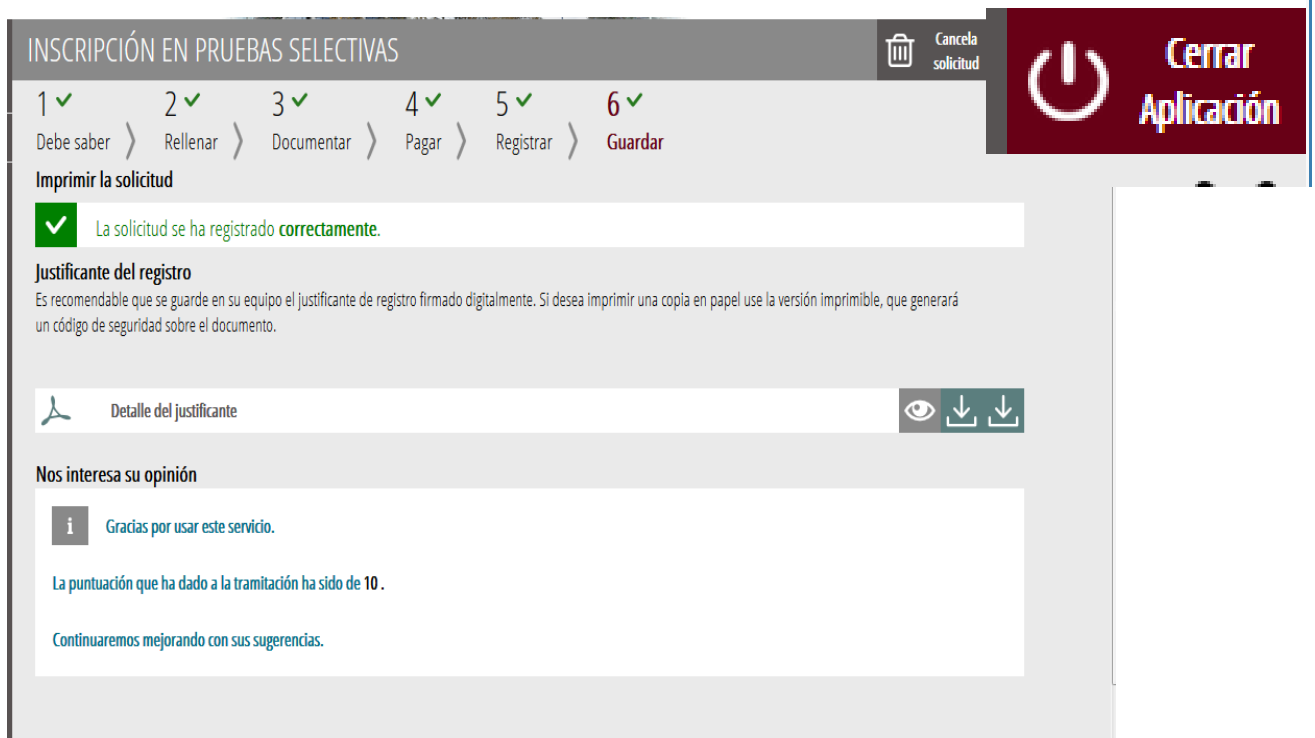 INSCRIPCIÓN EN PRUEBAS SELECTIVAS
Cancela
solicitud
Cerrar
Aplicación
1
2
3
4
5
6
Debe saber
Rellenar
Documentar
Pagar
Registrar
Guardar
Imprimir la solicitud
La solicitud se ha registrado correctamente.
Justificante del registro
Es recomendable que se guarde en su equipo el justificante de registro firmado digitalmente. Si desea imprimir una copia en papel use la versión imprimible, que generará
un código de seguridad sobre el documento.
Detalle del justificante
Nos interesa su opinión
i
Gracias por usar este servicio.
La puntuación que ha dado a la tramitación ha sido de 10 .
Continuaremos mejorando con sus sugerencias.